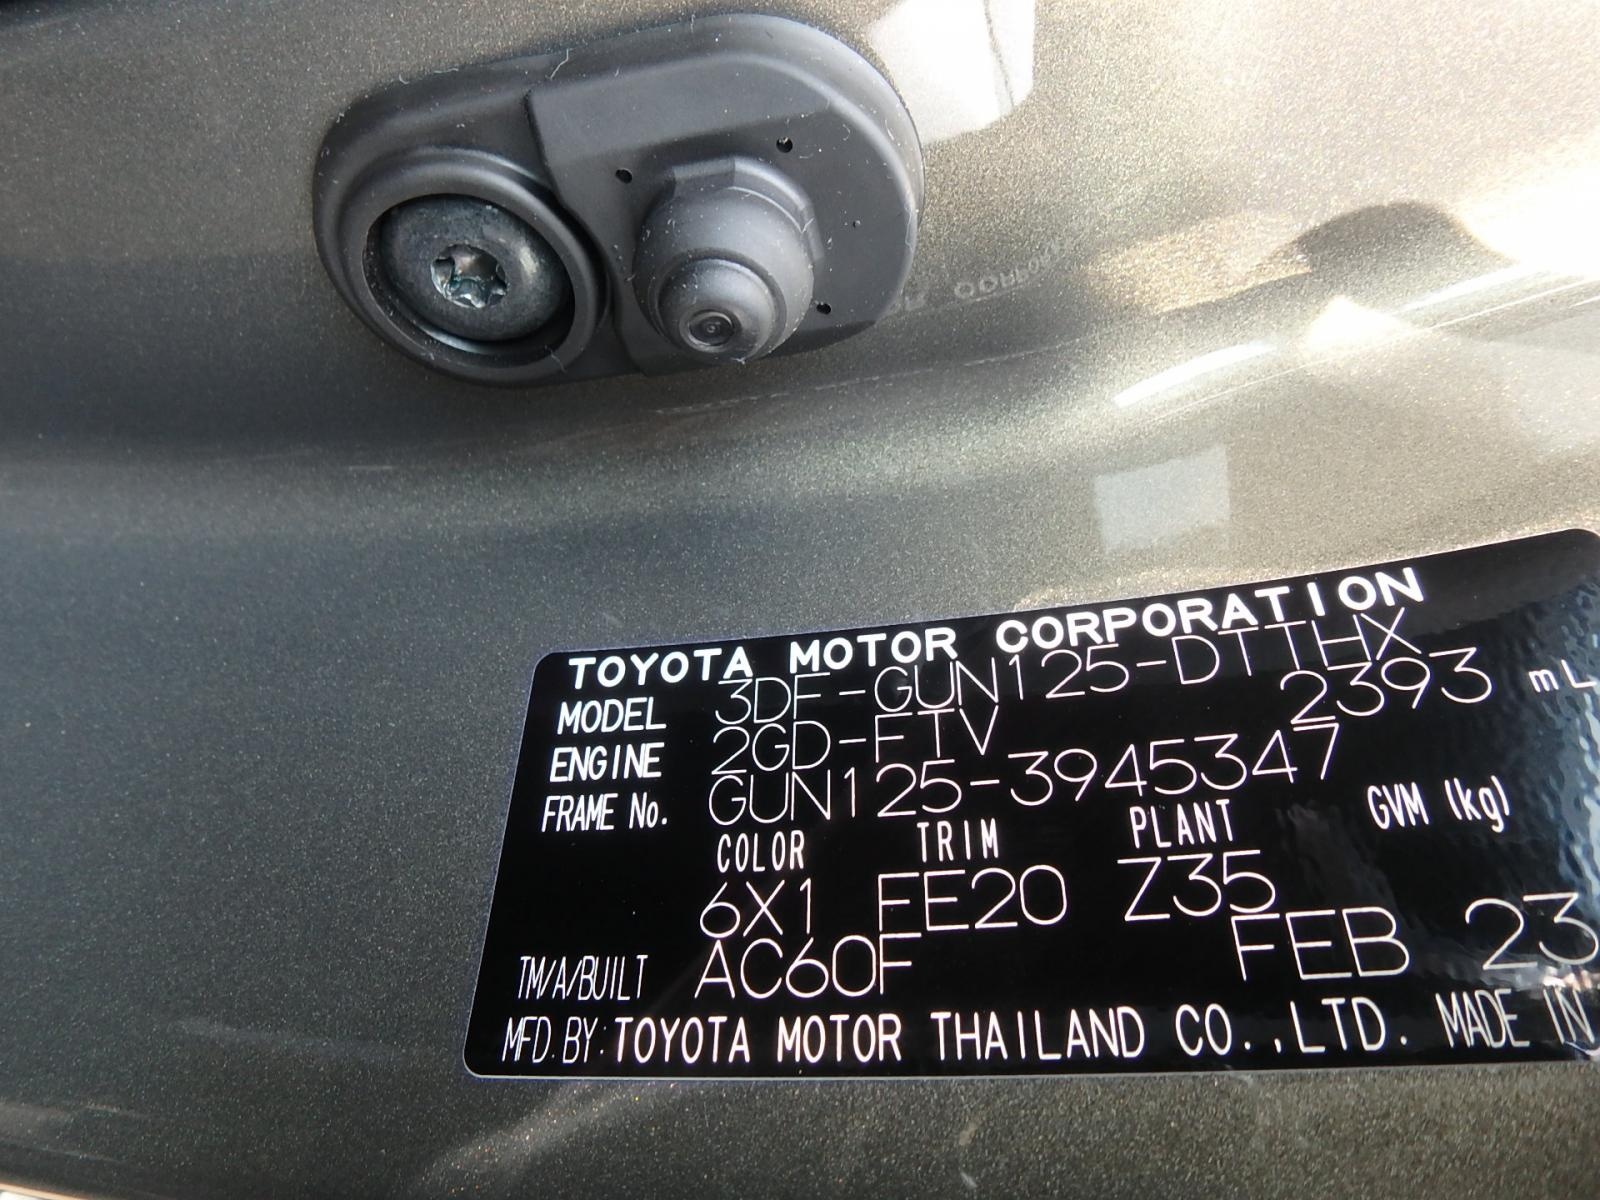 TOYOTA MOTOR CORPORATION
MODEL 3DF-GUN125-DTTHX
ENGINE 2GD-FTV 2393 mL
FRAME No. GUN125-3945347
COLOR TRIM PLANT GVM (kg)
6X1 FE20 Z35
TM/A/BUILT AC60F FEB 23
MFD. BY: TOYOTA MOTOR THAILAND CO.,LTD. MADE IN